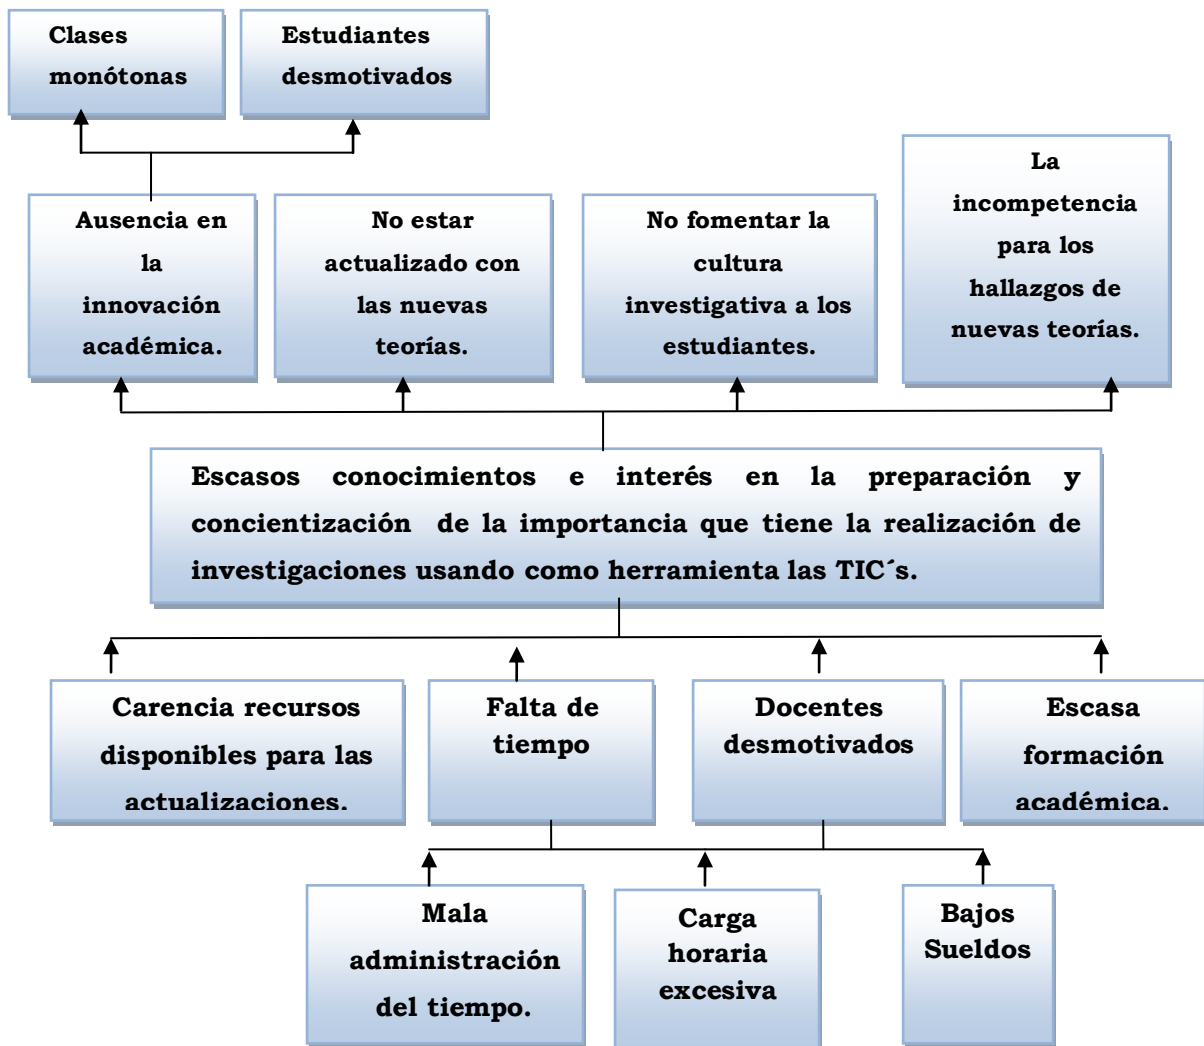 Clases
monótonas
Estudiantes
desmotivados
Ausencia en
la
innovación
académica.
No estar
actualizado con
las nuevas
teorías.
No fomentar la
cultura
investigativa a los
estudiantes.
La
incompetencia
para los
hallazgos de
nuevas teorías.
Escasos conocimientos e interés en la preparación y
concientización de la importancia que tiene la realización de
investigaciones usando como herramienta las TIC´s.
Carencia recursos
disponibles para las
actualizaciones.
Falta de
tiempo
Docentes
desmotivados
Escasa
formación
académica.
Mala
administración
del tiempo.
Carga
horaria
excesiva
Bajos
Sueldos